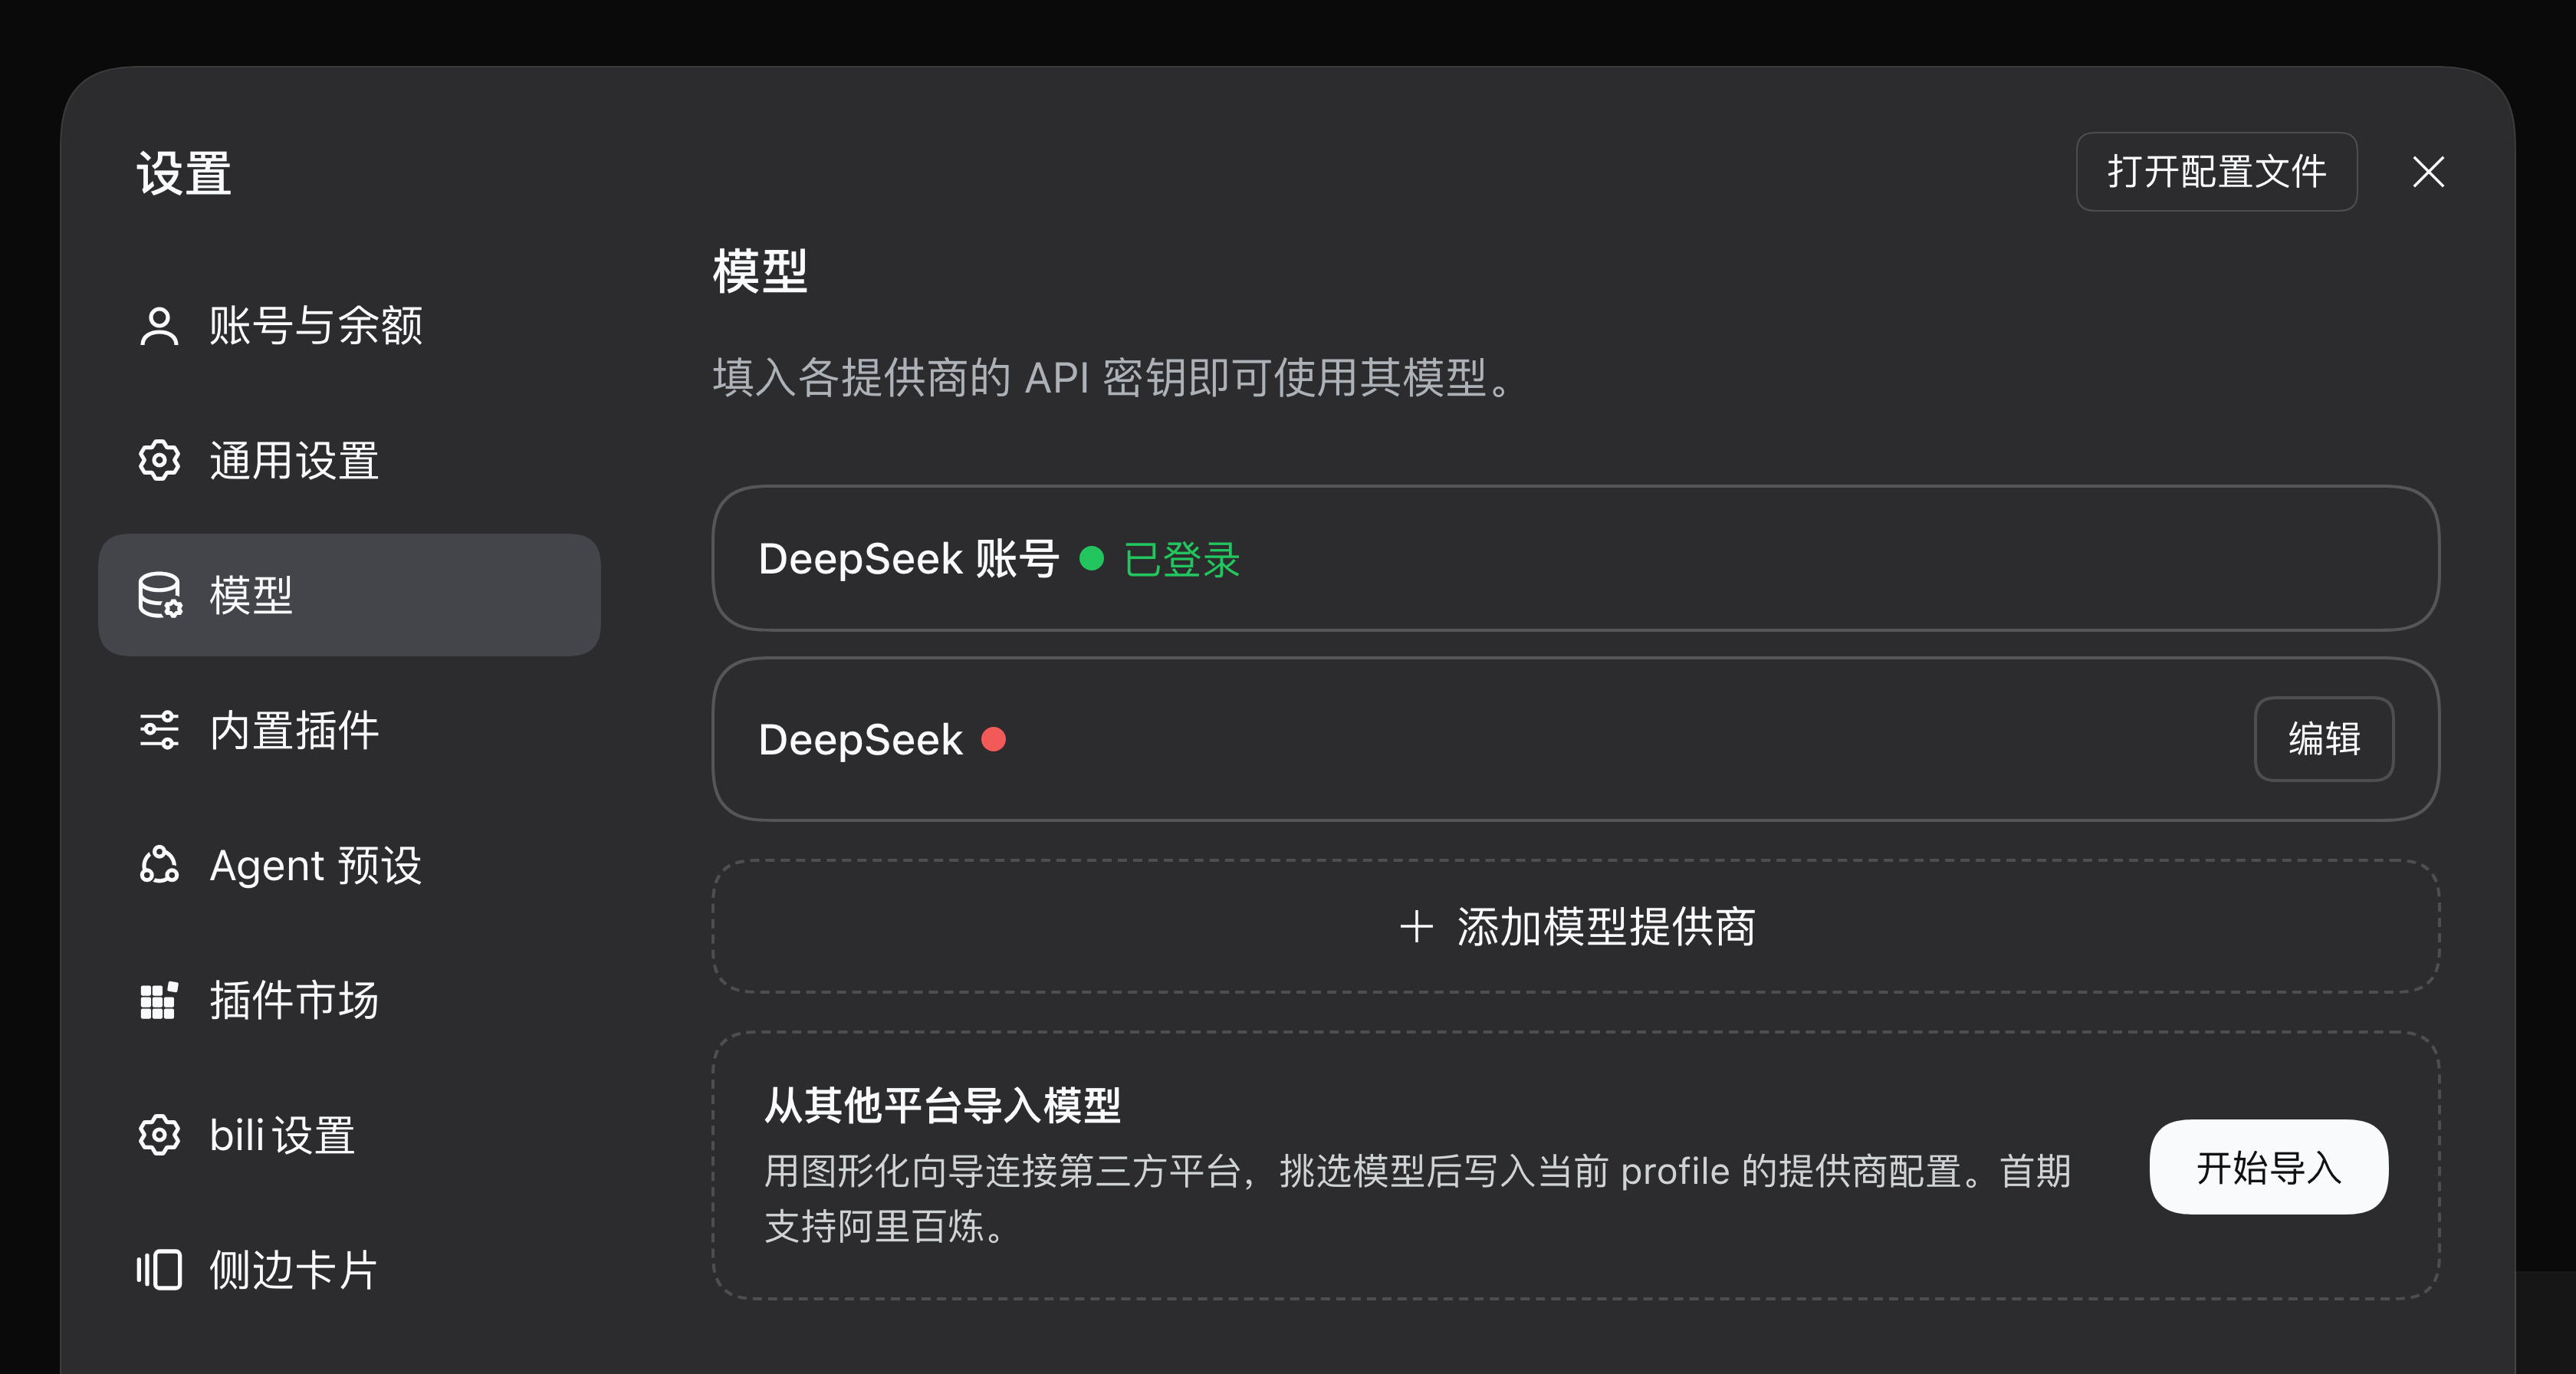 设置
打开配置文件
账号与余额
通用设置
模型
内置插件
Agent 预设
插件市场
bili 设置
侧边卡片
模型
填入各提供商的 API 密钥即可使用其模型。
DeepSeek 账号 已登录
DeepSeek
编辑
添加模型提供商
从其他平台导入模型
用图形化向导连接第三方平台，挑选模型后写入当前 profile 的提供商配置。首期
支持阿里百炼。
开始导入